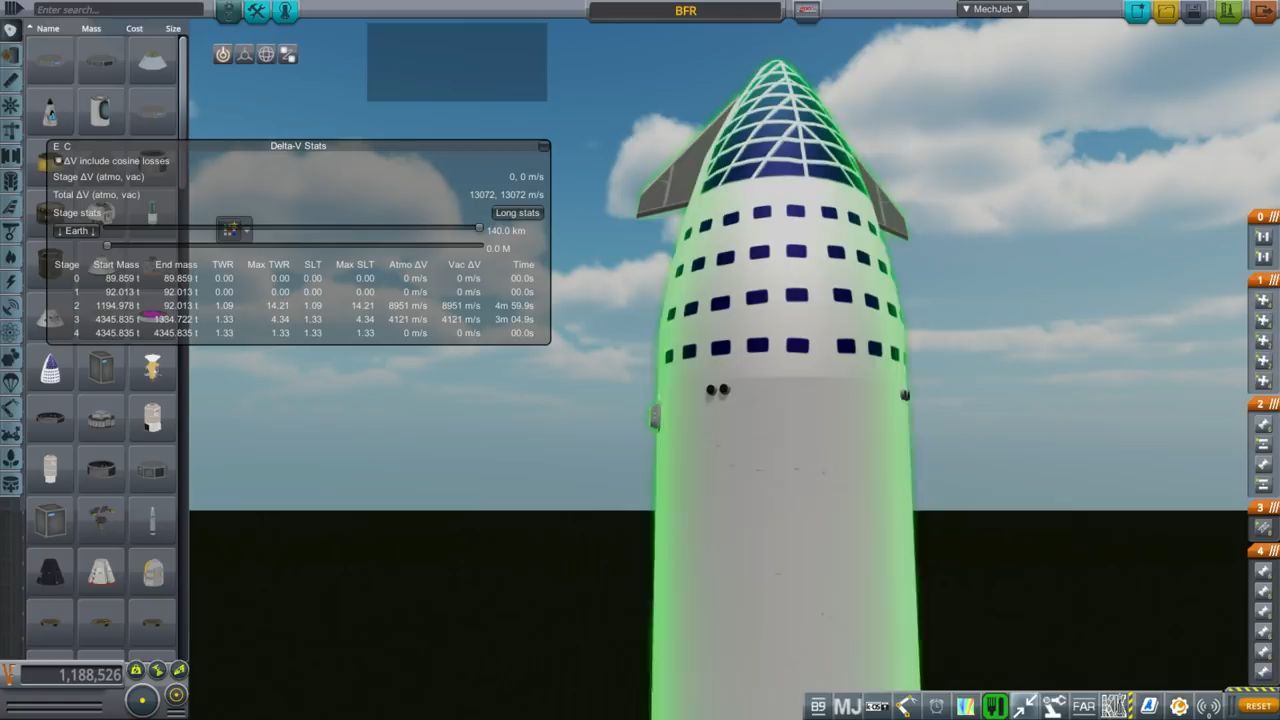 Search...
BFR
▼ MechJeb ▼
Name Mass Cost Size
E C Delta-V Stats
ΔV include cosine losses
Stage ΔV (atmo, vac) 0, 0 m/s
Total ΔV (atmo, vac) 13072, 13072 m/s
Stage stats Long stats
↓ Earth ↓ 140.0 km
0.0 M
Stage Start Mass End mass TWR Max TWR SLT Max SLT Atmo ΔV Vac ΔV Time
0 89.859 t 89.859 t 0.00 0.00 0.00 0.00 0 m/s 0 m/s 00.0s
1 92.013 t 92.013 t 0.00 0.00 0.00 0.00 0 m/s 0 m/s 00.0s
2 1194.978 t 92.013 t 1.09 14.21 1.09 14.21 8951 m/s 8951 m/s 4m 59.9s
3 4345.835 t 1334.722 t 1.33 4.34 1.33 4.34 4121 m/s 4121 m/s 3m 04.9s
4 4345.835 t 4345.835 t 1.33 1.33 1.33 1.33 0 m/s 0 m/s 00.0s
0
1
2
3
4
1,188,526
B9 MJ kOS FAR RESET